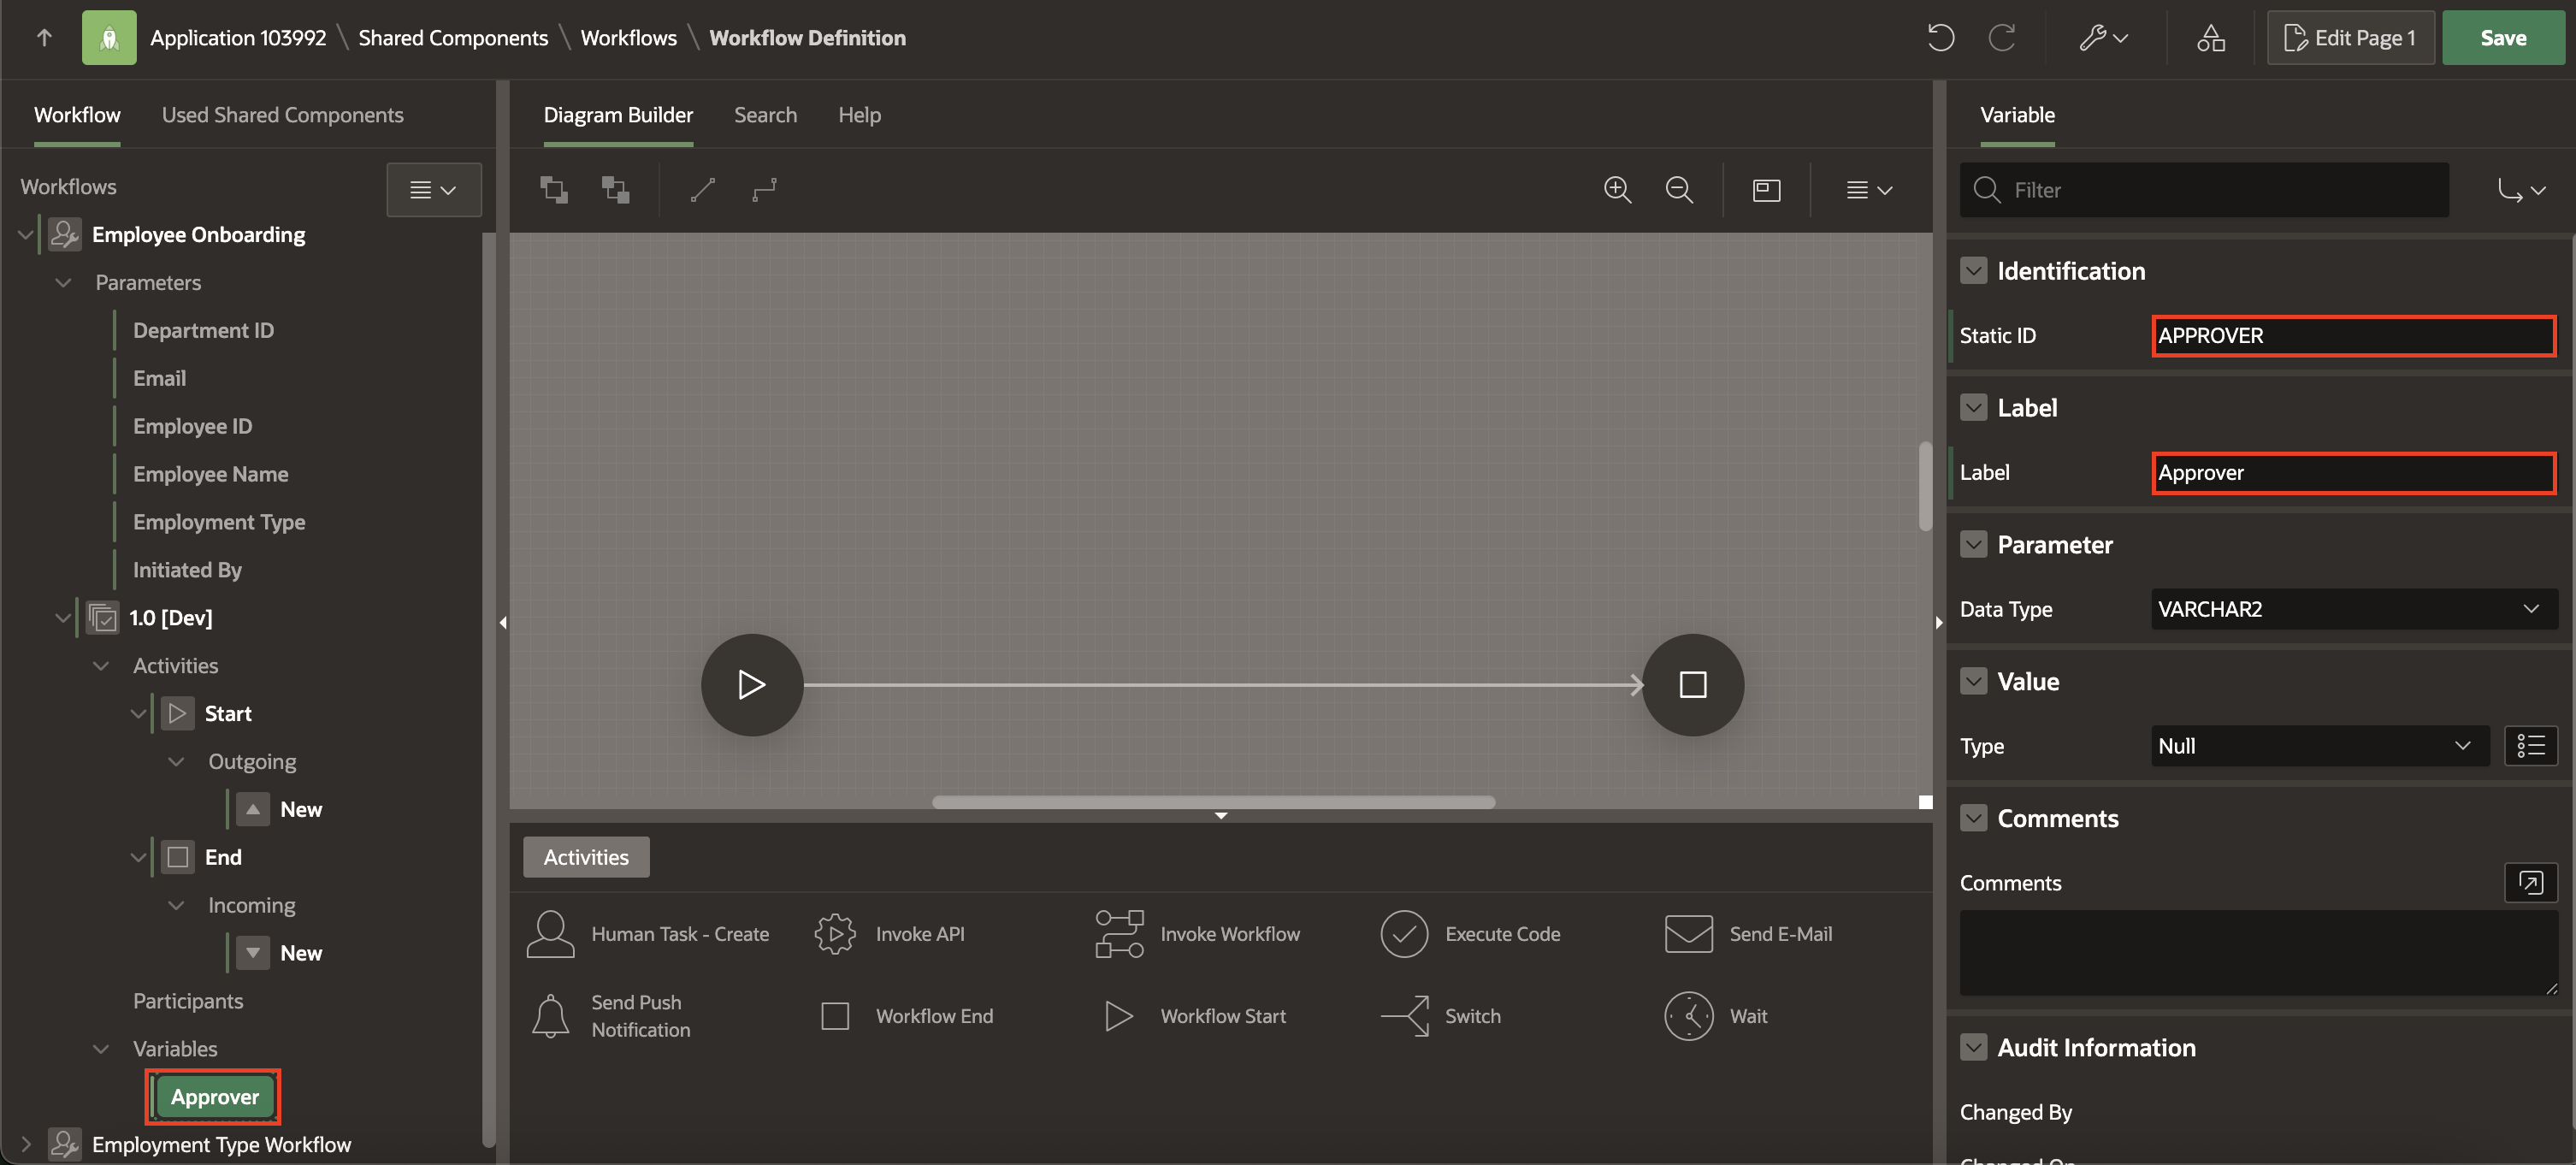 Application 103992 \ Shared Components \ Workflows \ Workflow Definition
Edit Page 1
Save
Workflow
Used Shared Components
Workflows
Employee Onboarding
Parameters
Department ID
Email
Employee ID
Employee Name
Employment Type
Initiated By
1.0 [Dev]
Activities
Start
Outgoing
New
End
Incoming
New
Participants
Variables
Approver
Employment Type Workflow
Diagram Builder
Search
Help
Activities
Human Task - Create
Invoke API
Invoke Workflow
Execute Code
Send E-Mail
Send Push
Notification
Workflow End
Workflow Start
Switch
Wait
Variable
Filter
Identification
Static ID
APPROVER
Label
Label
Approver
Parameter
Data Type
VARCHAR2
Value
Type
Null
Comments
Comments
Audit Information
Changed By